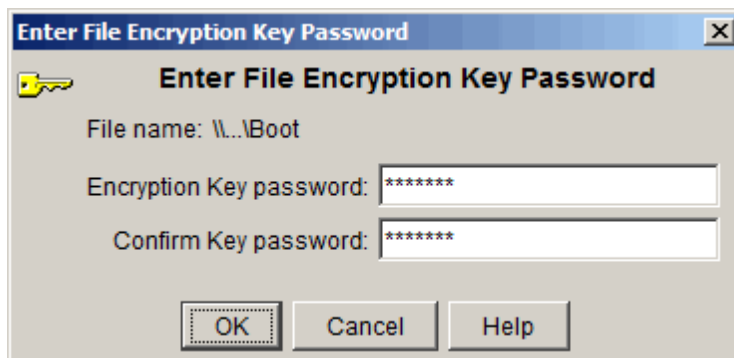 Enter File Encryption Key Password
Enter File Encryption Key Password
File name: \\...\Boot
Encryption Key password: *******
Confirm Key password: *******
OK Cancel Help